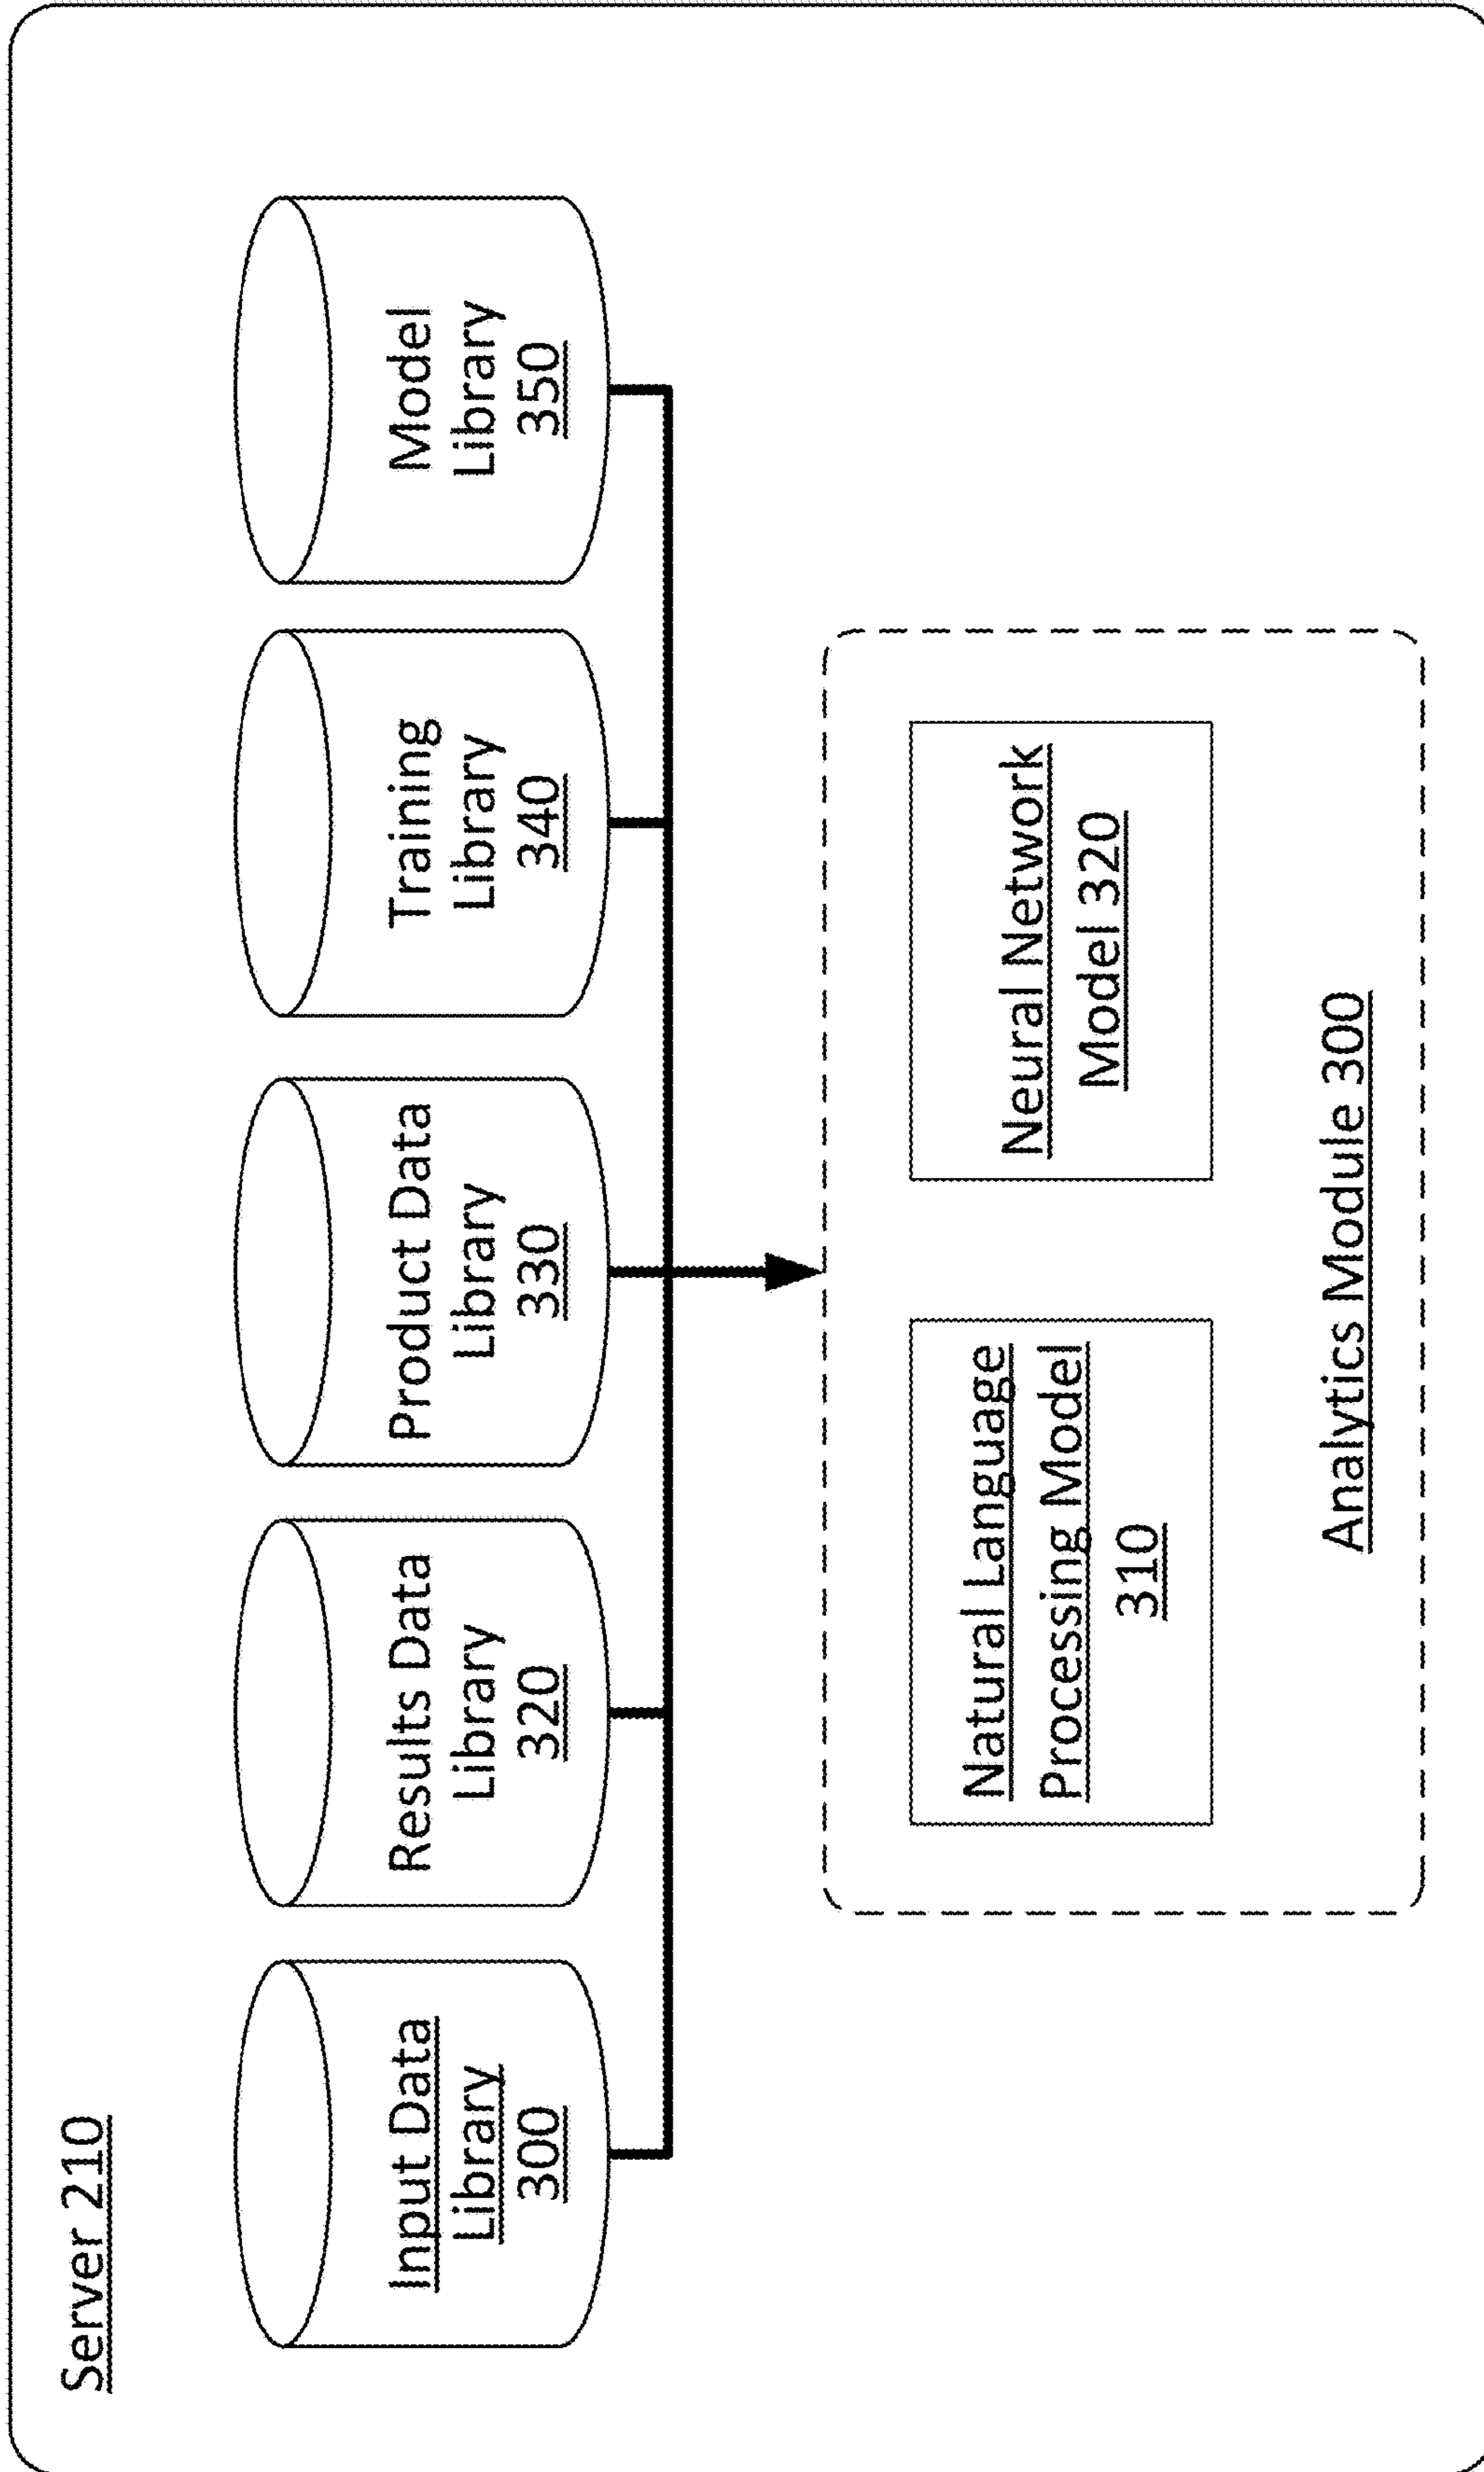 Server 210
Input Data
Library
300
Results Data
Library
320
Product Data
Library
330
Training
Library
340
Model
Library
350
Natural Language
Processing Model
310
Neural Network
Model 320
Analytics Module 300